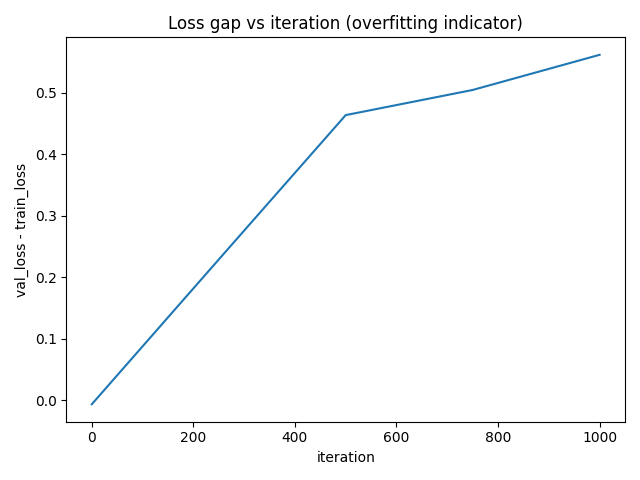 Loss gap vs iteration (overfitting indicator)
val_loss - train_loss
0.5
0.4
0.3
0.2
0.1
0.0
0 200 400 600 800 1000
iteration